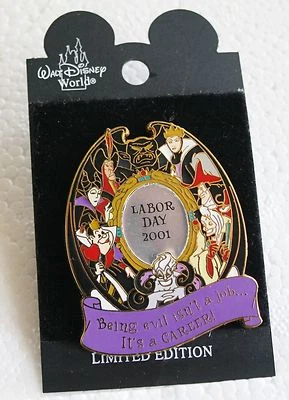 WALT DISNEY
World®
LABOR
DAY
2001
Being evil isn't a job...
It's a CAREER!
LIMITED EDITION